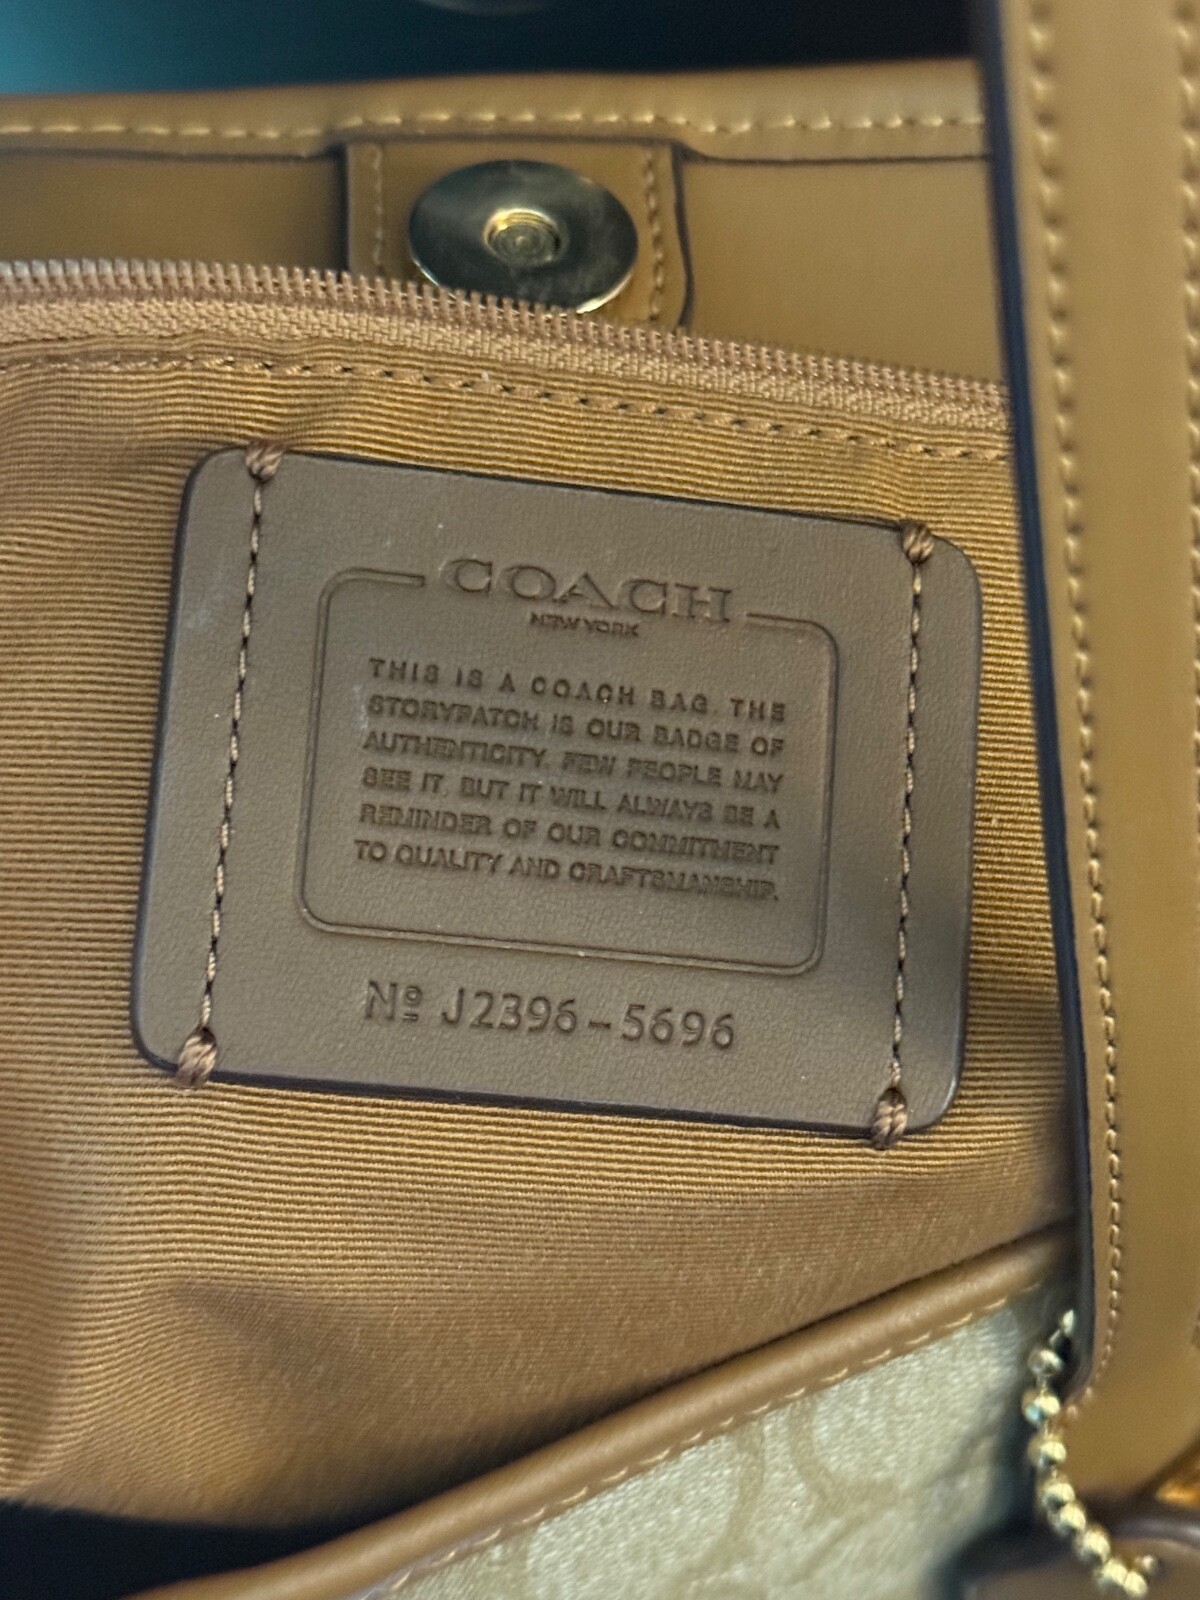 COACH
NEW YORK
THIS IS A COACH BAG. THE
STORYPATCH IS OUR BADGE OF
AUTHENTICITY. FEW PEOPLE MAY
SEE IT, BUT IT WILL ALWAYS BE A
REMINDER OF OUR COMMITMENT
TO QUALITY AND CRAFTSMANSHIP.
Nº J2396-5696